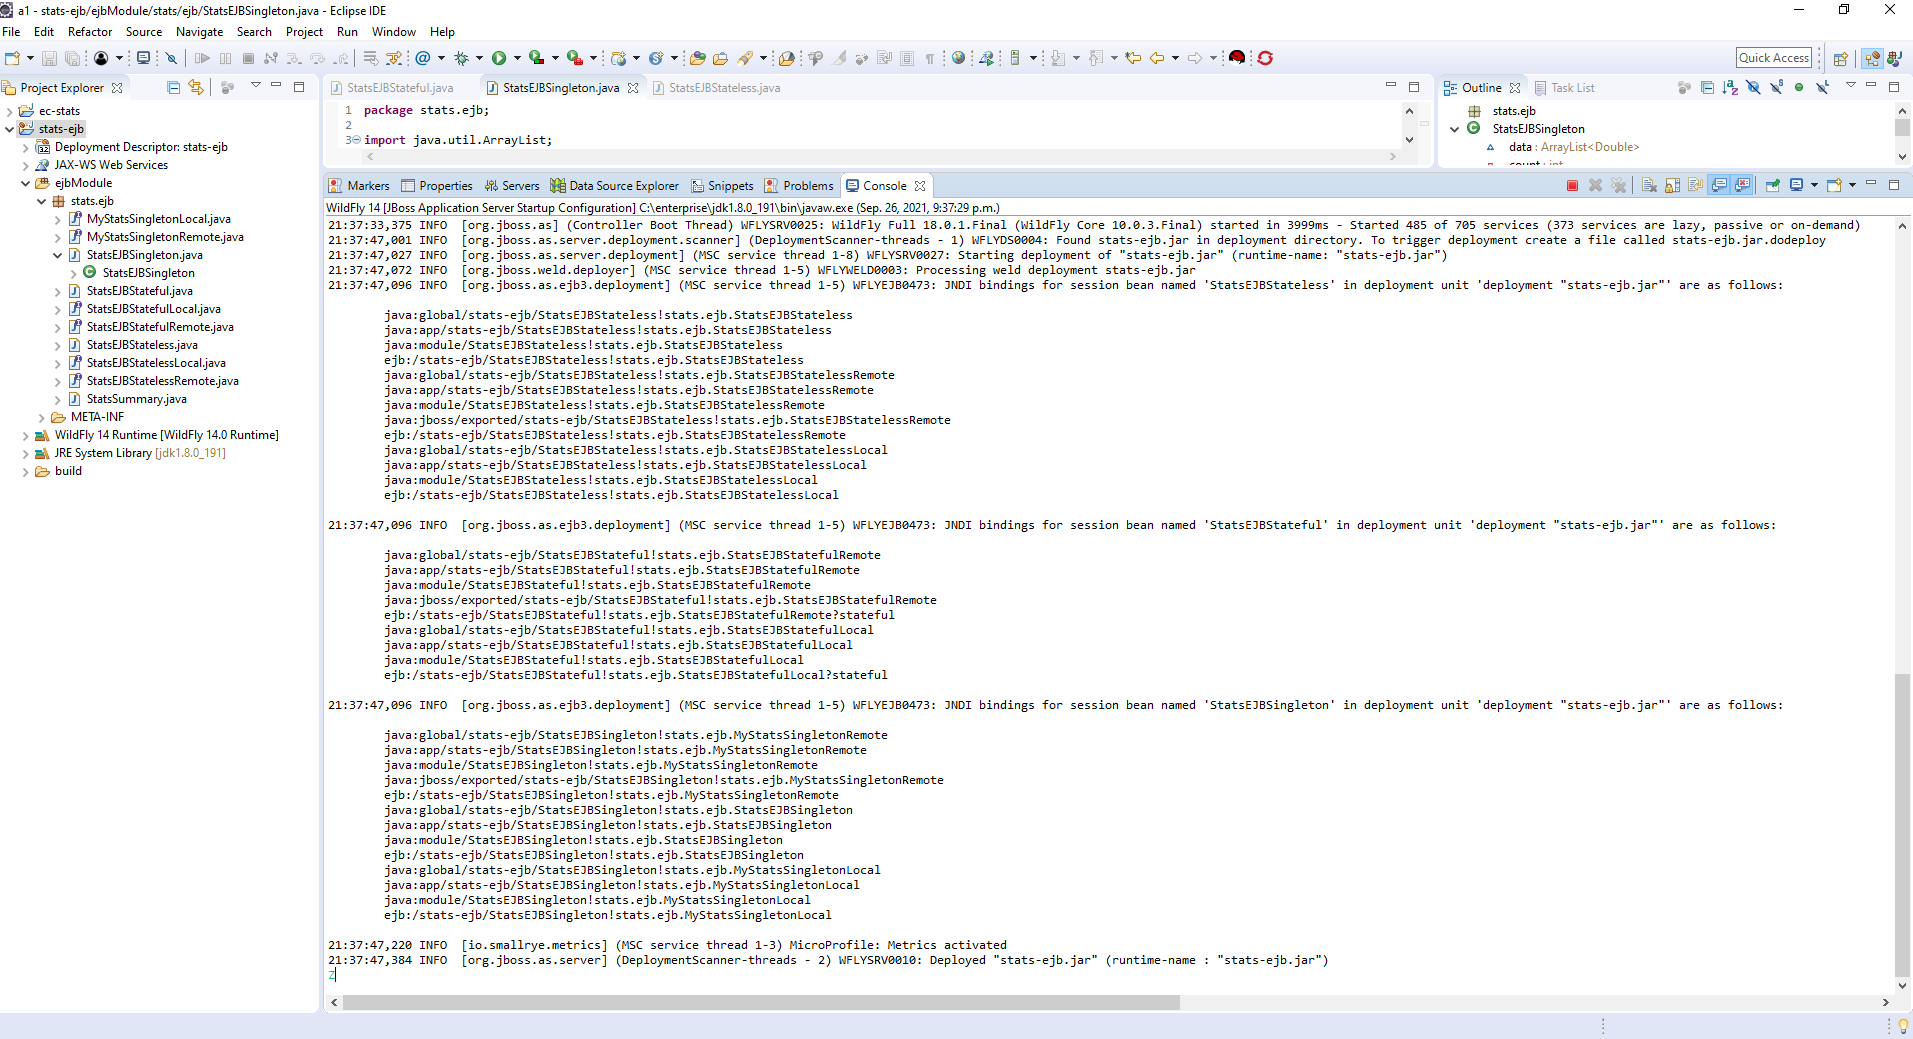 a1 - stats-ejb/ejbModule/stats/ejb/StatsEJBSingleton.java - Eclipse IDE
File Edit Refactor Source Navigate Search Project Run Window Help
Quick Access
Project Explorer
ec-stats
stats-ejb
Deployment Descriptor: stats-ejb
JAX-WS Web Services
ejbModule
stats.ejb
MyStatsSingletonLocal.java
MyStatsSingletonRemote.java
StatsEJBSingleton.java
StatsEJBSingleton
StatsEJBStateful.java
StatsEJBStatefulLocal.java
StatsEJBStatefulRemote.java
StatsEJBStateless.java
StatsEJBStatelessLocal.java
StatsEJBStatelessRemote.java
StatsSummary.java
META-INF
WildFly 14 Runtime [WildFly 14.0 Runtime]
JRE System Library [jdk1.8.0_191]
build
StatsEJBStateful.java StatsEJBSingleton.java StatsEJBStateless.java
1 package stats.ejb;
2
3 import java.util.ArrayList;
Outline Task List
stats.ejb
StatsEJBSingleton
data : ArrayList<Double>
count : int
Markers Properties Servers Data Source Explorer Snippets Problems Console
WildFly 14 [JBoss Application Server Startup Configuration] C:\enterprise\jdk1.8.0_191\bin\javaw.exe (Sep. 26, 2021, 9:37:29 p.m.)
21:37:33,375 INFO  [org.jboss.as] (Controller Boot Thread) WFLYSRV0025: WildFly Full 18.0.1.Final (WildFly Core 10.0.3.Final) started in 3999ms - Started 485 of 705 services (373 services are lazy, passive or on-demand)
21:37:47,001 INFO  [org.jboss.as.server.deployment.scanner] (DeploymentScanner-threads - 1) WFLYDS0004: Found stats-ejb.jar in deployment directory. To trigger deployment create a file called stats-ejb.jar.dodeploy
21:37:47,027 INFO  [org.jboss.as.server.deployment] (MSC service thread 1-8) WFLYSRV0027: Starting deployment of "stats-ejb.jar" (runtime-name: "stats-ejb.jar")
21:37:47,072 INFO  [org.jboss.weld.deployer] (MSC service thread 1-5) WFLYWELD0003: Processing weld deployment stats-ejb.jar
21:37:47,096 INFO  [org.jboss.as.ejb3.deployment] (MSC service thread 1-5) WFLYEJB0473: JNDI bindings for session bean named 'StatsEJBStateless' in deployment unit 'deployment "stats-ejb.jar"' are as follows:
java:global/stats-ejb/StatsEJBStateless!stats.ejb.StatsEJBStateless
java:app/stats-ejb/StatsEJBStateless!stats.ejb.StatsEJBStateless
java:module/StatsEJBStateless!stats.ejb.StatsEJBStateless
ejb:/stats-ejb/StatsEJBStateless!stats.ejb.StatsEJBStateless
java:global/stats-ejb/StatsEJBStateless!stats.ejb.StatsEJBStatelessRemote
java:app/stats-ejb/StatsEJBStateless!stats.ejb.StatsEJBStatelessRemote
java:module/StatsEJBStateless!stats.ejb.StatsEJBStatelessRemote
java:jboss/exported/stats-ejb/StatsEJBStateless!stats.ejb.StatsEJBStatelessRemote
ejb:/stats-ejb/StatsEJBStateless!stats.ejb.StatsEJBStatelessRemote
java:global/stats-ejb/StatsEJBStateless!stats.ejb.StatsEJBStatelessLocal
java:app/stats-ejb/StatsEJBStateless!stats.ejb.StatsEJBStatelessLocal
java:module/StatsEJBStateless!stats.ejb.StatsEJBStatelessLocal
ejb:/stats-ejb/StatsEJBStateless!stats.ejb.StatsEJBStatelessLocal
21:37:47,096 INFO  [org.jboss.as.ejb3.deployment] (MSC service thread 1-5) WFLYEJB0473: JNDI bindings for session bean named 'StatsEJBStateful' in deployment unit 'deployment "stats-ejb.jar"' are as follows:
java:global/stats-ejb/StatsEJBStateful!stats.ejb.StatsEJBStatefulRemote
java:app/stats-ejb/StatsEJBStateful!stats.ejb.StatsEJBStatefulRemote
java:module/StatsEJBStateful!stats.ejb.StatsEJBStatefulRemote
java:jboss/exported/stats-ejb/StatsEJBStateful!stats.ejb.StatsEJBStatefulRemote
ejb:/stats-ejb/StatsEJBStateful!stats.ejb.StatsEJBStatefulRemote?stateful
java:global/stats-ejb/StatsEJBStateful!stats.ejb.StatsEJBStatefulLocal
java:app/stats-ejb/StatsEJBStateful!stats.ejb.StatsEJBStatefulLocal
java:module/StatsEJBStateful!stats.ejb.StatsEJBStatefulLocal
ejb:/stats-ejb/StatsEJBStateful!stats.ejb.StatsEJBStatefulLocal?stateful
21:37:47,096 INFO  [org.jboss.as.ejb3.deployment] (MSC service thread 1-5) WFLYEJB0473: JNDI bindings for session bean named 'StatsEJBSingleton' in deployment unit 'deployment "stats-ejb.jar"' are as follows:
java:global/stats-ejb/StatsEJBSingleton!stats.ejb.MyStatsSingletonRemote
java:app/stats-ejb/StatsEJBSingleton!stats.ejb.MyStatsSingletonRemote
java:module/StatsEJBSingleton!stats.ejb.MyStatsSingletonRemote
java:jboss/exported/stats-ejb/StatsEJBSingleton!stats.ejb.MyStatsSingletonRemote
ejb:/stats-ejb/StatsEJBSingleton!stats.ejb.MyStatsSingletonRemote
java:global/stats-ejb/StatsEJBSingleton!stats.ejb.StatsEJBSingleton
java:app/stats-ejb/StatsEJBSingleton!stats.ejb.StatsEJBSingleton
java:module/StatsEJBSingleton!stats.ejb.StatsEJBSingleton
ejb:/stats-ejb/StatsEJBSingleton!stats.ejb.StatsEJBSingleton
java:global/stats-ejb/StatsEJBSingleton!stats.ejb.MyStatsSingletonLocal
java:app/stats-ejb/StatsEJBSingleton!stats.ejb.MyStatsSingletonLocal
java:module/StatsEJBSingleton!stats.ejb.MyStatsSingletonLocal
ejb:/stats-ejb/StatsEJBSingleton!stats.ejb.MyStatsSingletonLocal
21:37:47,220 INFO  [io.smallrye.metrics] (MSC service thread 1-3) MicroProfile: Metrics activated
21:37:47,384 INFO  [org.jboss.as.server] (DeploymentScanner-threads - 2) WFLYSRV0010: Deployed "stats-ejb.jar" (runtime-name : "stats-ejb.jar")
z